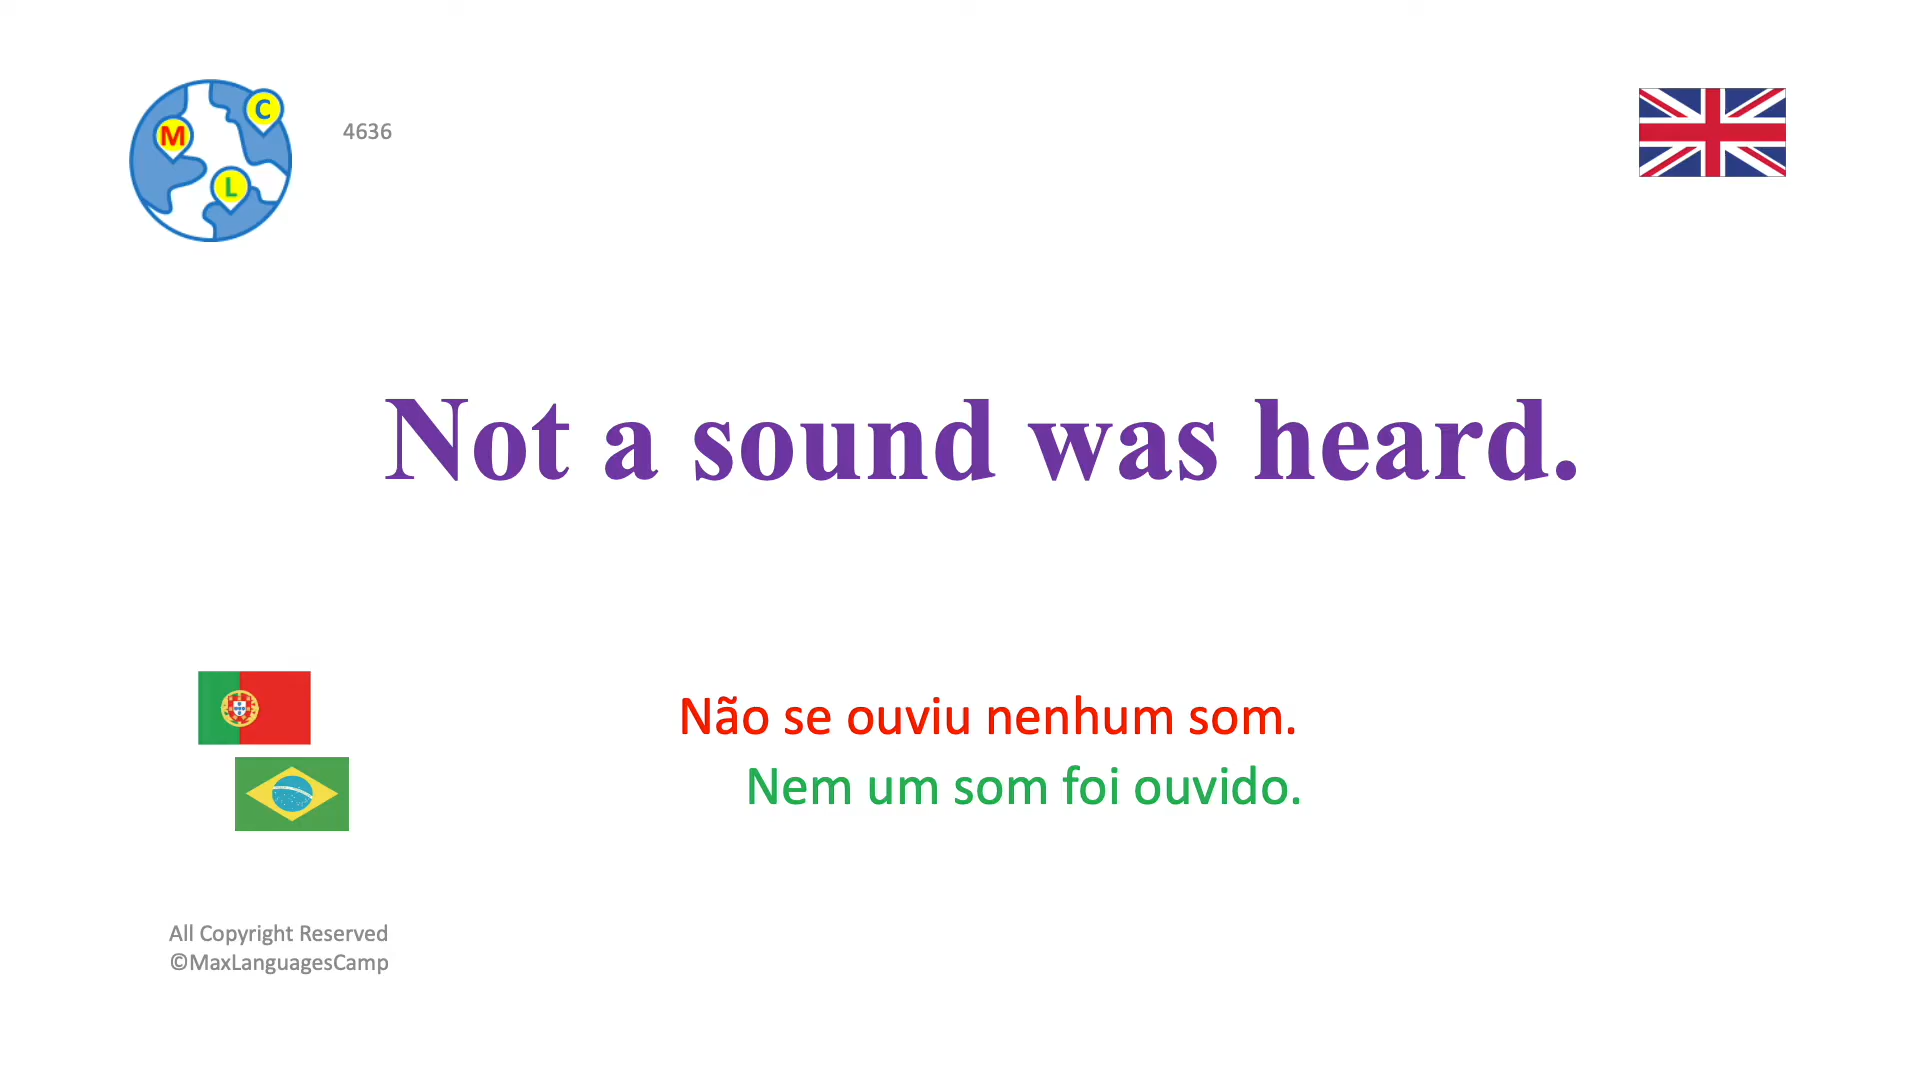 C
M
L
4636
Not a sound was heard.
Não se ouviu nenhum som.
Nem um som foi ouvido.
All Copyright Reserved
©MaxLanguagesCamp